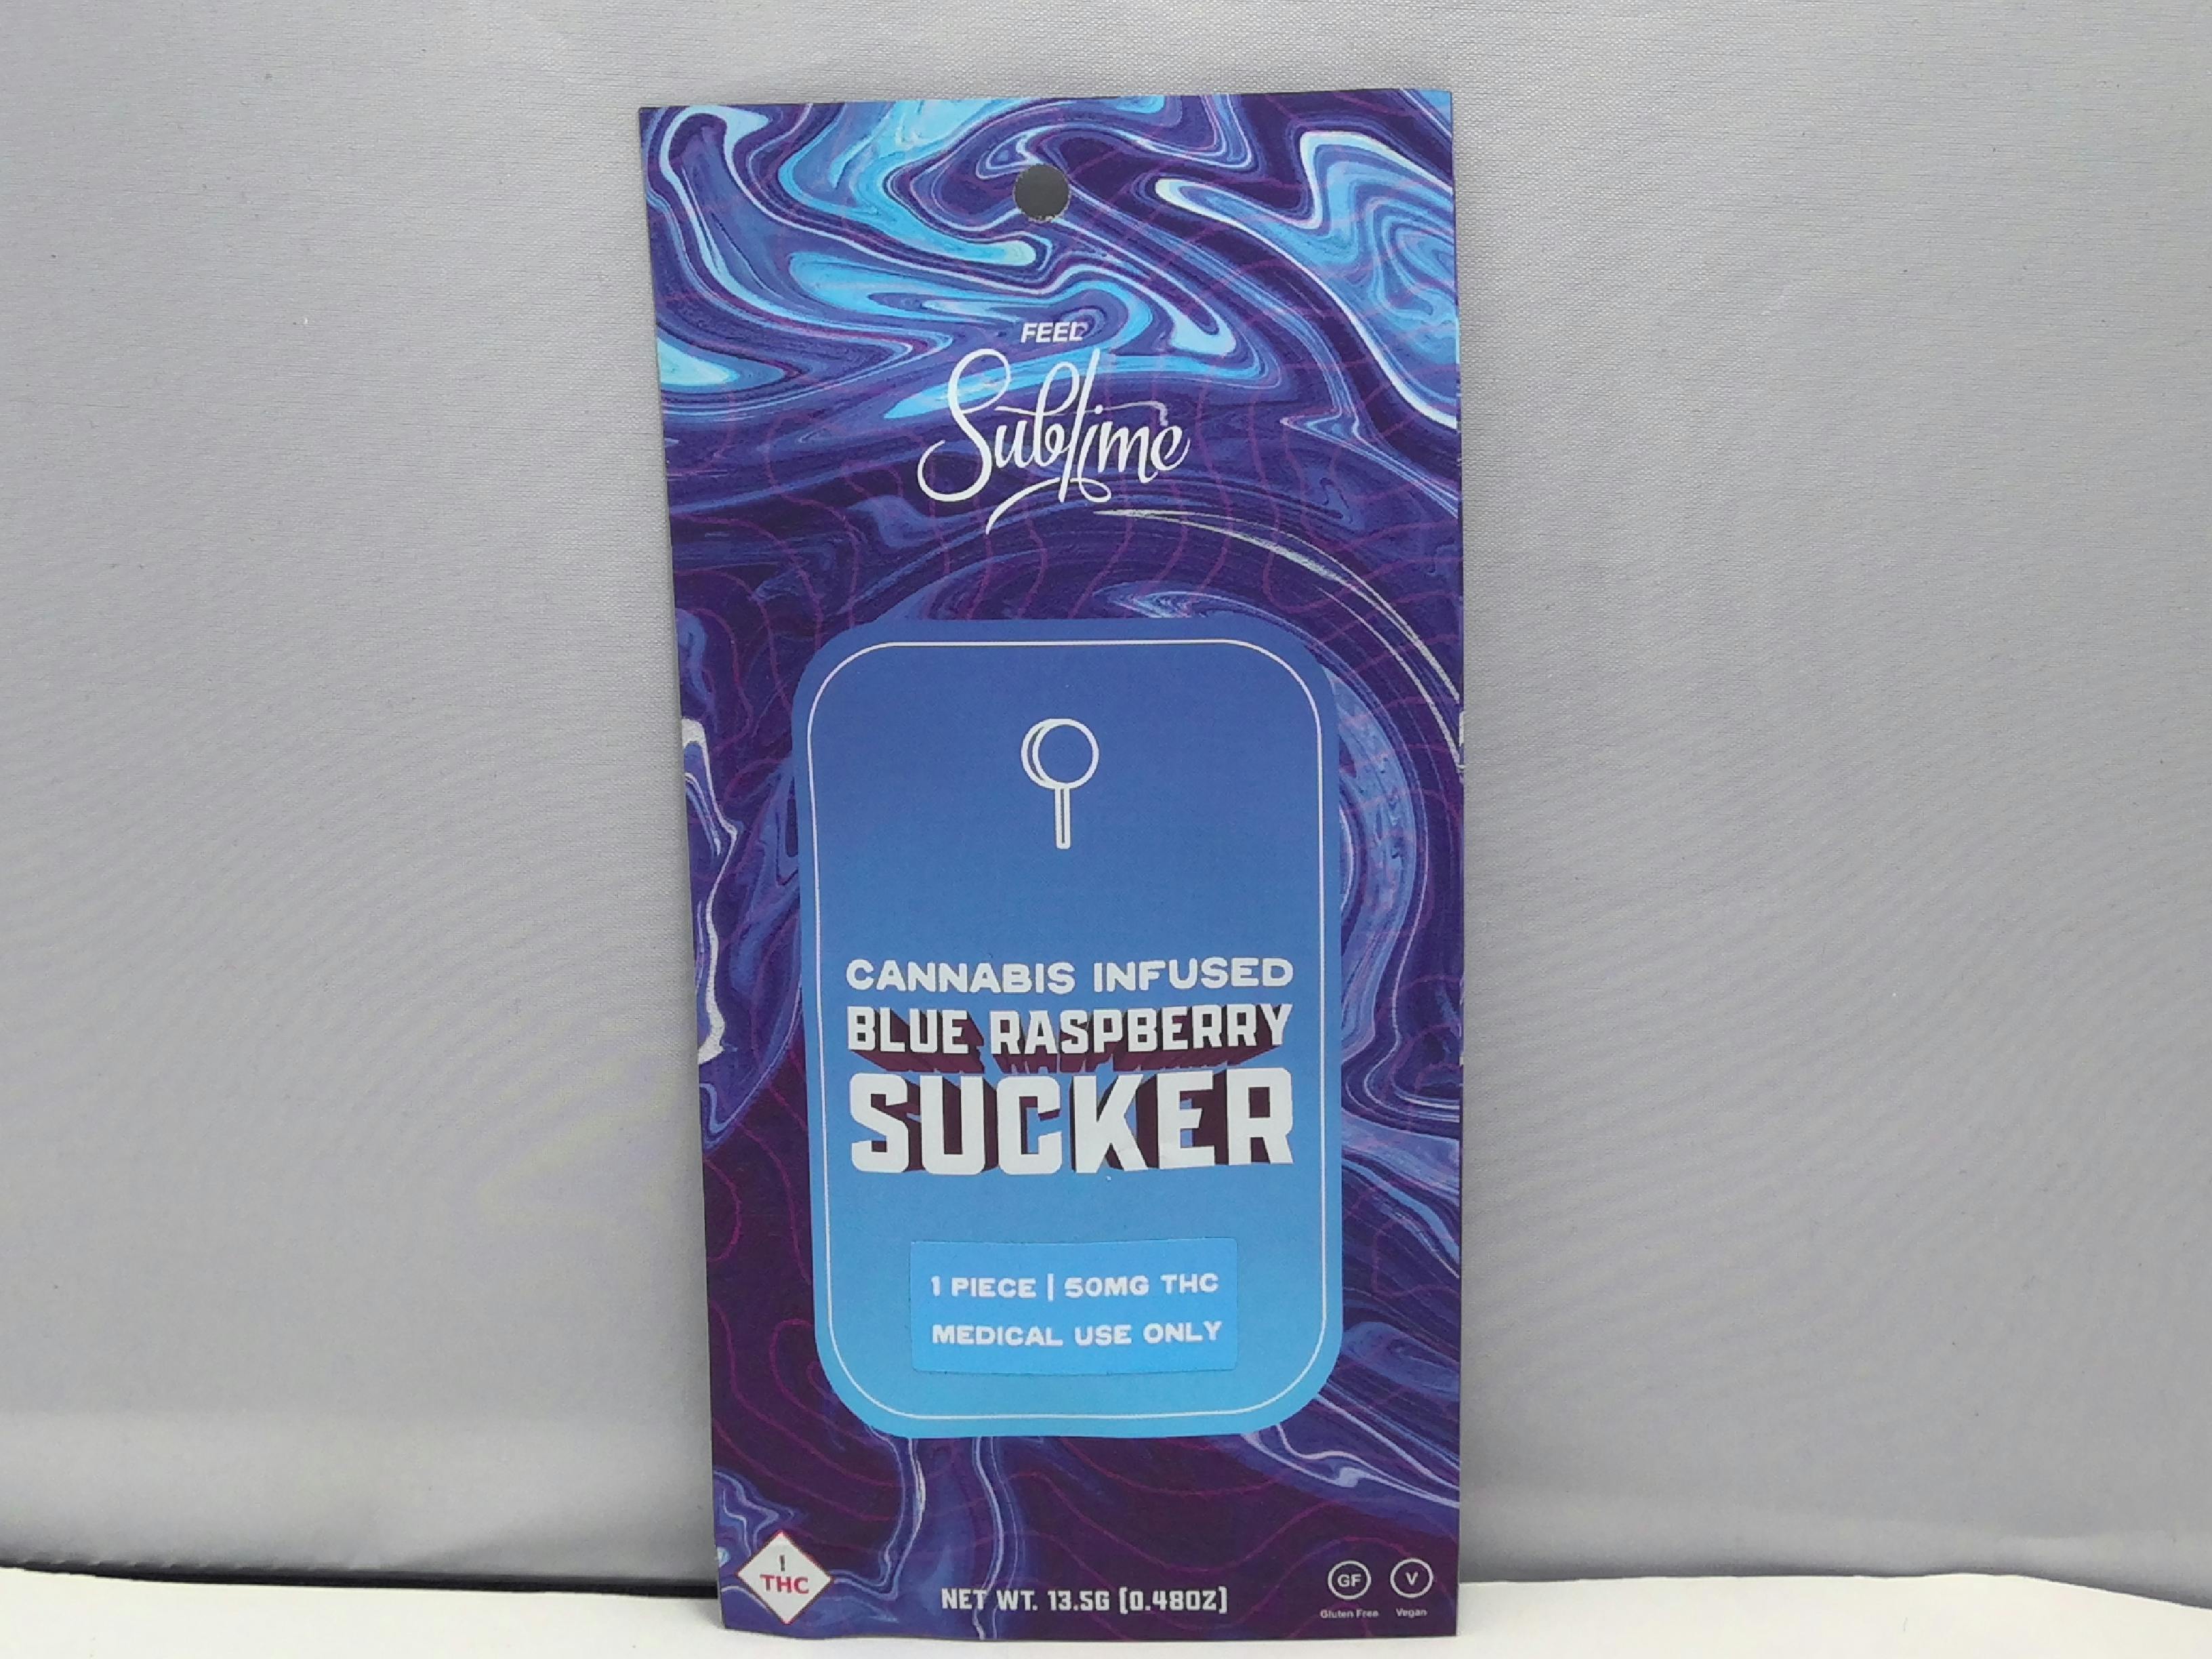 FEEL
Sublime
CANNABIS INFUSED
BLUE RASPBERRY
SUCKER
1 PIECE | 50MG THC
MEDICAL USE ONLY
!
THC
NET WT. 13.5G [0.48OZ]
GF
Gluten Free
V
Vegan